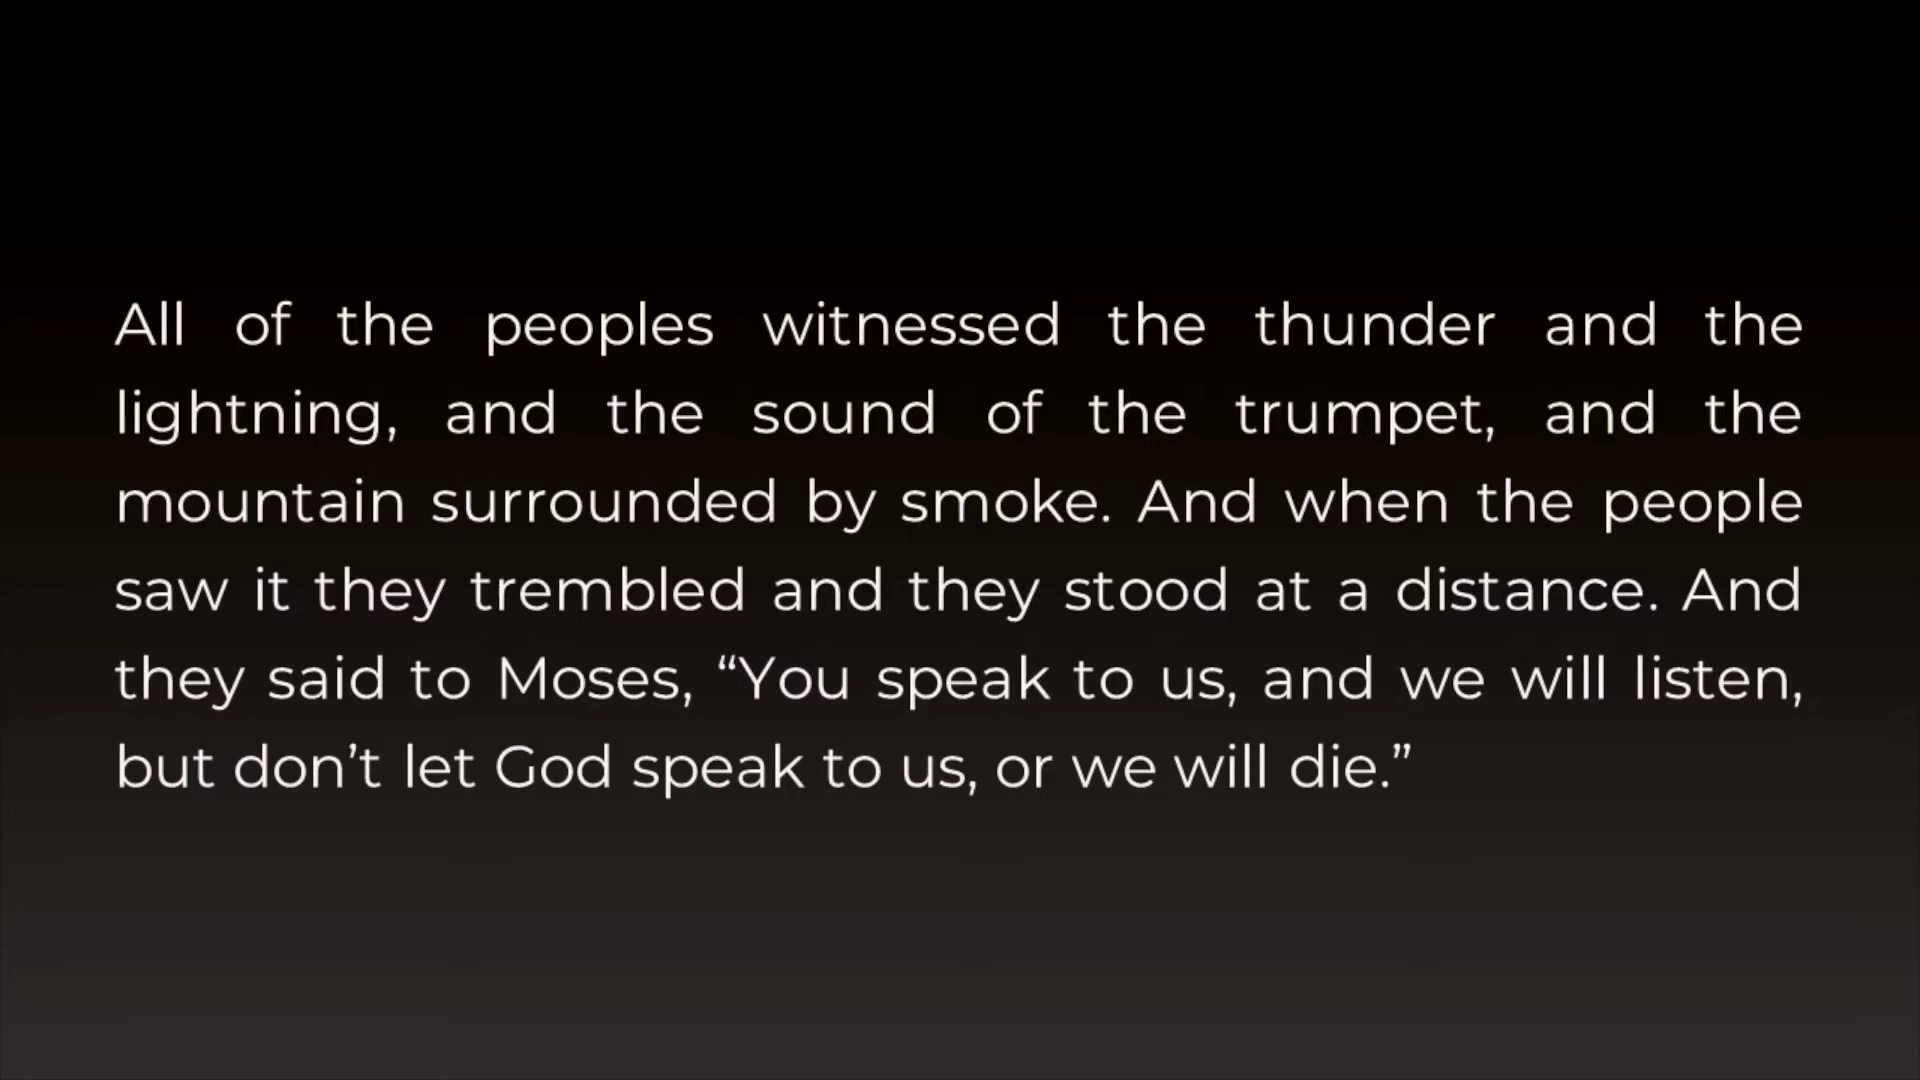 All of the peoples witnessed the thunder and the
lightning, and the sound of the trumpet, and the
mountain surrounded by smoke. And when the people
saw it they trembled and they stood at a distance. And
they said to Moses, “You speak to us, and we will listen,
but don’t let God speak to us, or we will die.”